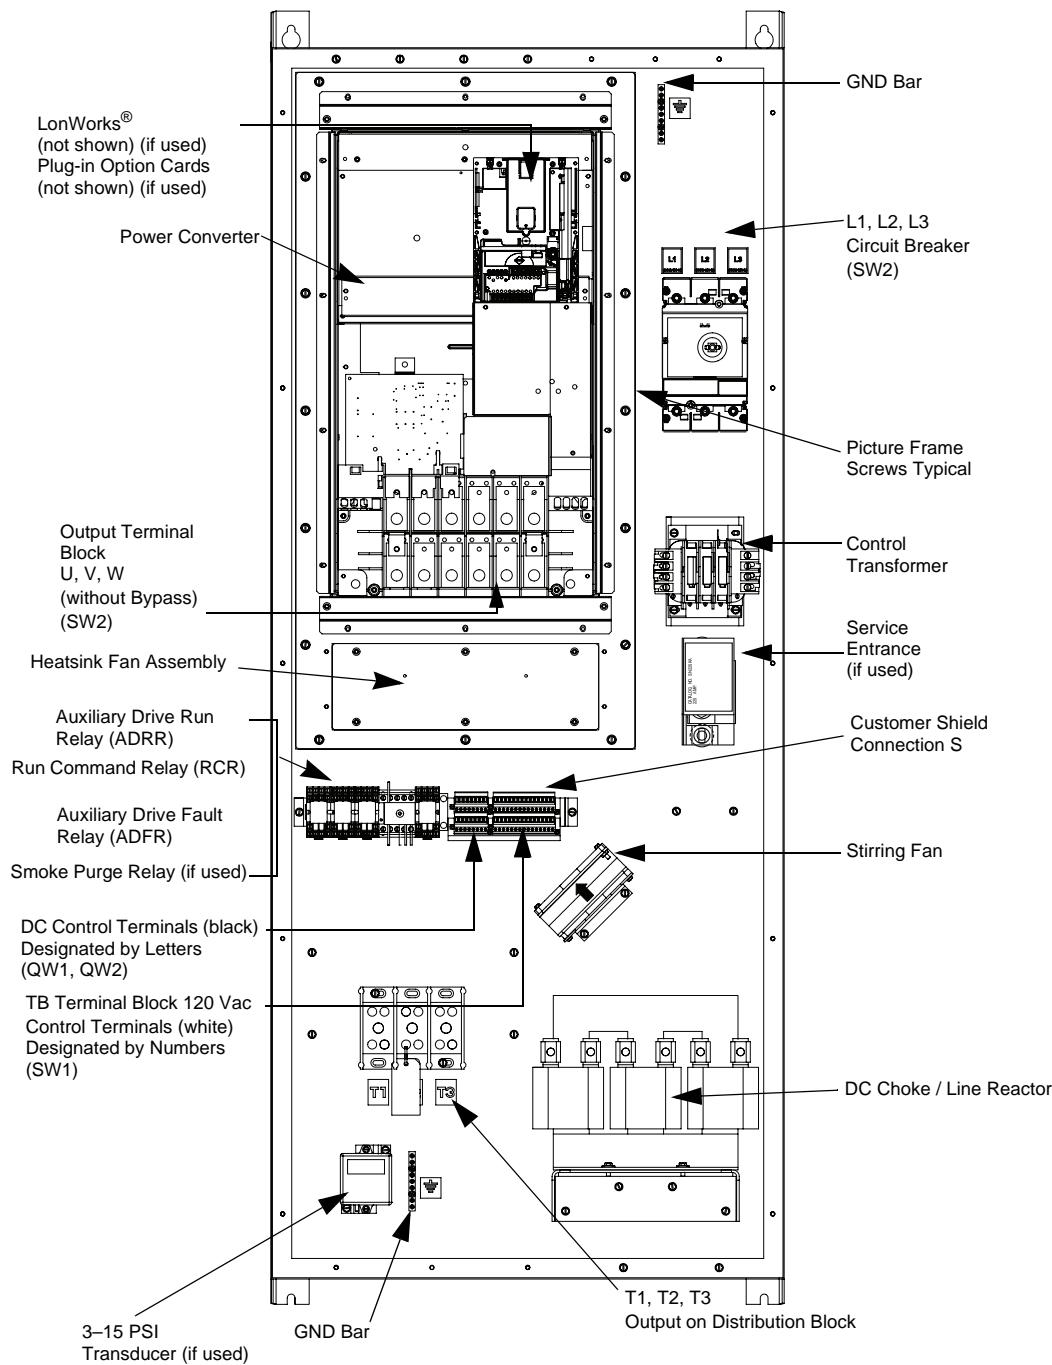 GND Bar
LonWorks®
(not shown) (if used)
Plug-in Option Cards
(not shown) (if used)
L1, L2, L3
Circuit Breaker
(SW2)
Power Converter
L1
L2
L3
Picture Frame
Screws Typical
Output Terminal
Block
U, V, W
(without Bypass)
(SW2)
Control
Transformer
Service
Entrance
(if used)
Heatsink Fan Assembly
225 AMP
Auxiliary Drive Run
Relay (ADRR)
Customer Shield
Connection S
Run Command Relay (RCR)
Auxiliary Drive Fault
Relay (ADFR)
Stirring Fan
Smoke Purge Relay (if used)
DC Control Terminals (black)
Designated by Letters
(QW1, QW2)
TB Terminal Block 120 Vac
Control Terminals (white)
Designated by Numbers
(SW1)
T1
T3
DC Choke / Line Reactor
T1, T2, T3
Output on Distribution Block
3–15 PSI
Transducer (if used)
GND Bar